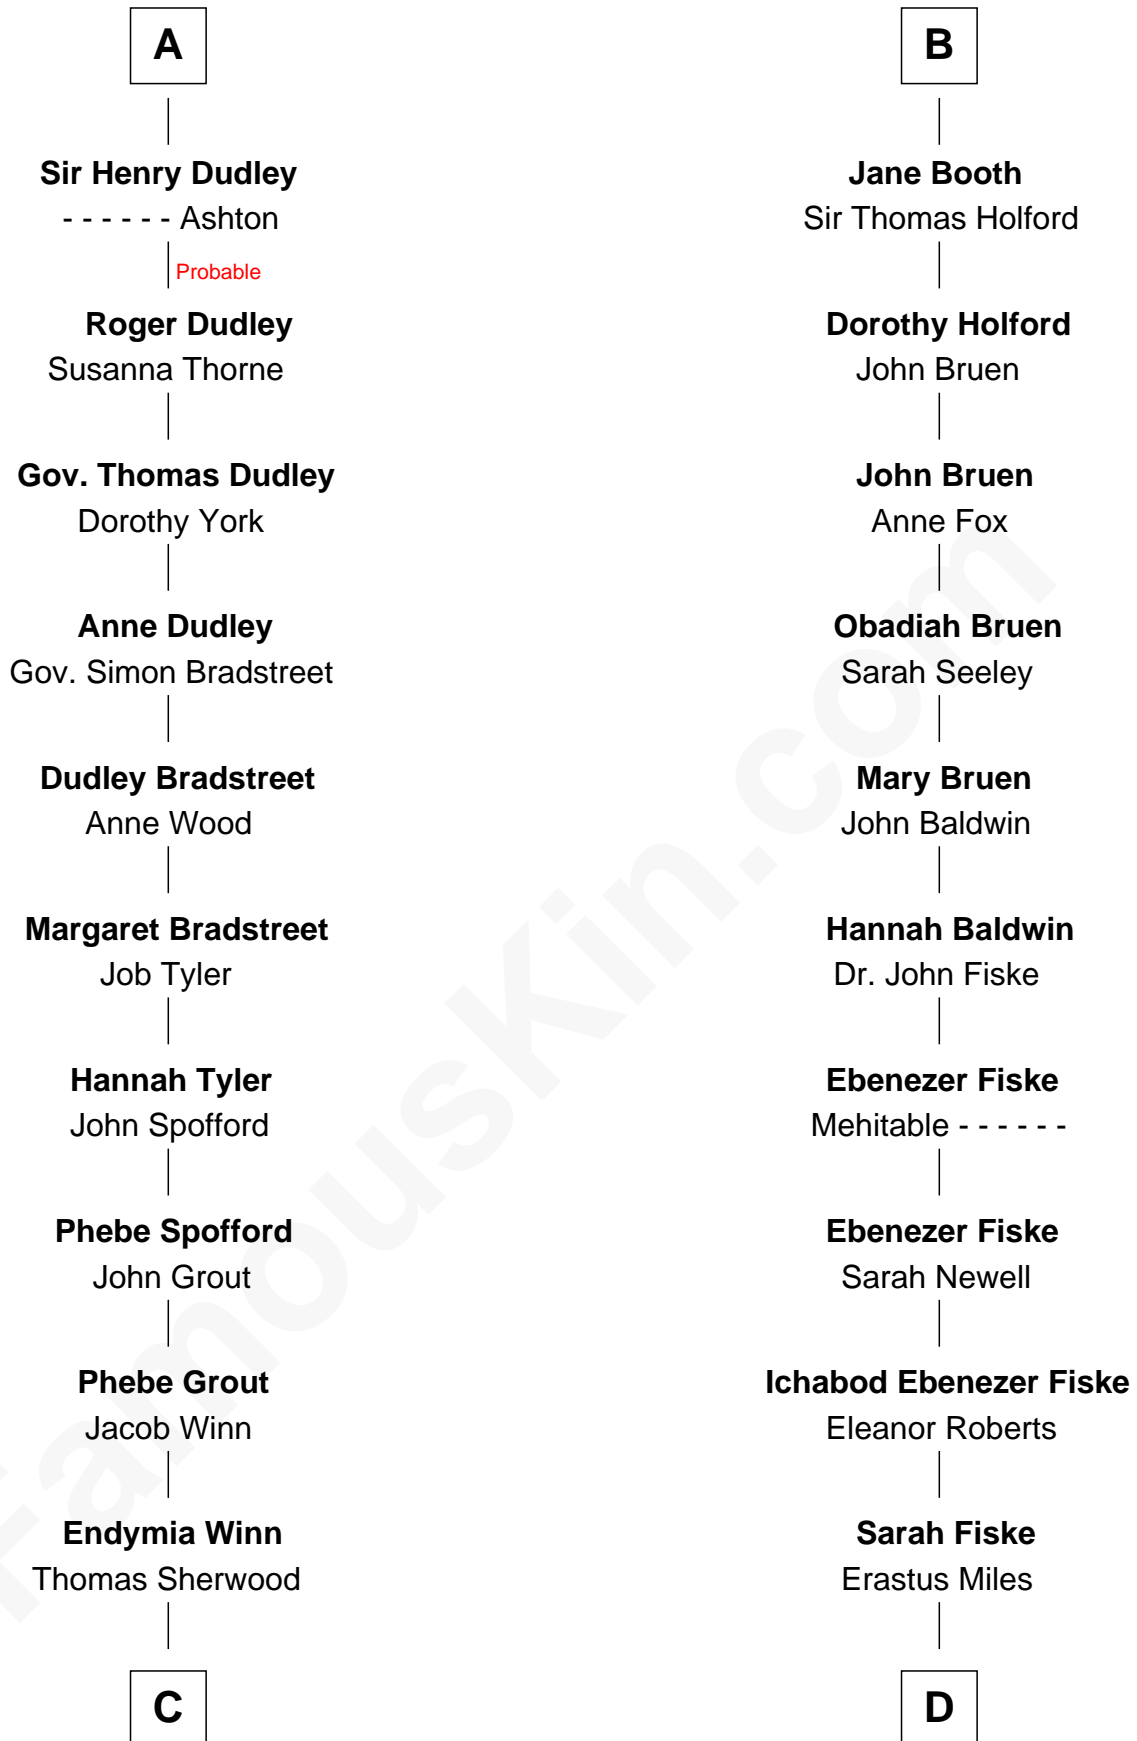 A
Sir Henry Dudley
- - - - - - Ashton
Probable
Roger Dudley
Susanna Thorne
Gov. Thomas Dudley
Dorothy York
Anne Dudley
Gov. Simon Bradstreet
Dudley Bradstreet
Anne Wood
Margaret Bradstreet
Job Tyler
Hannah Tyler
John Spofford
Phebe Spofford
John Grout
Phebe Grout
Jacob Winn
Endymia Winn
Thomas Sherwood
C
B
Jane Booth
Sir Thomas Holford
Dorothy Holford
John Bruen
John Bruen
Anne Fox
Obadiah Bruen
Sarah Seeley
Mary Bruen
John Baldwin
Hannah Baldwin
Dr. John Fiske
Ebenezer Fiske
Mehitable - - - - - -
Ebenezer Fiske
Sarah Newell
Ichabod Ebenezer Fiske
Eleanor Roberts
Sarah Fiske
Erastus Miles
D
FamousKin.com